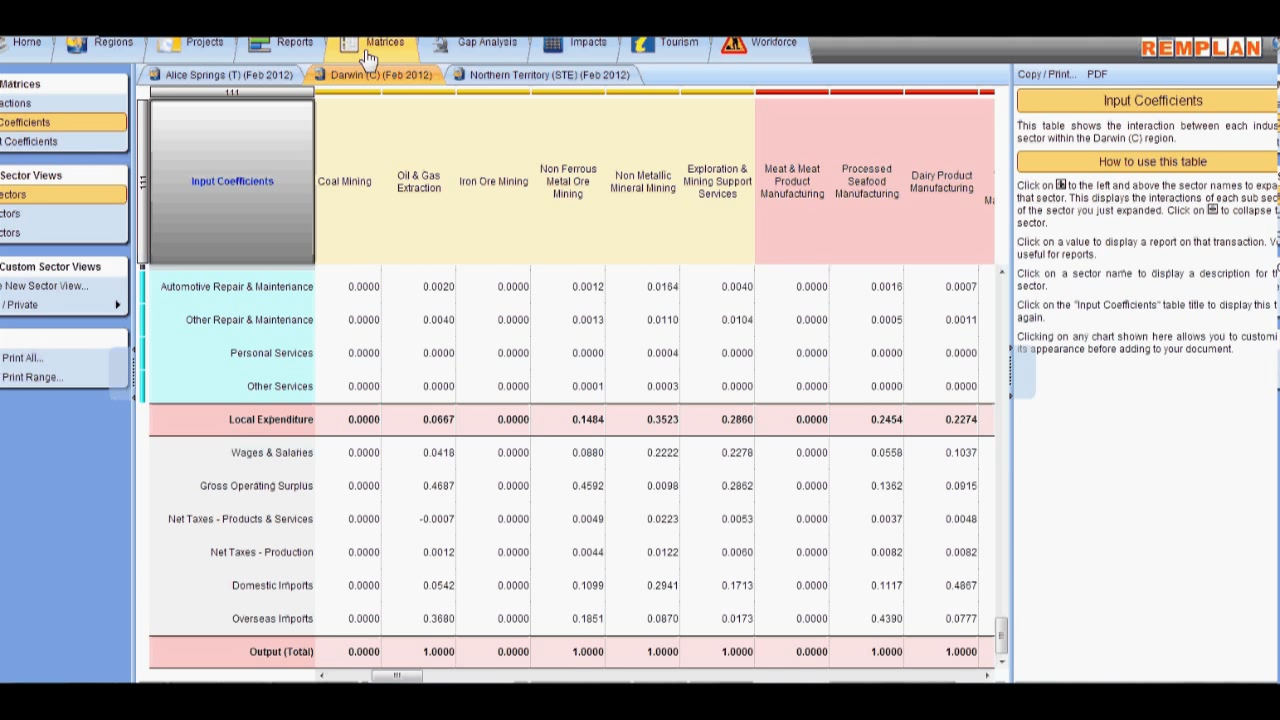 Home Regions Projects Reports Matrices Gap Analysis Impacts Tourism Workforce REMPLAN
Alice Springs (T) (Feb 2012) Darwin (C) (Feb 2012) Northern Territory (STE) (Feb 2012) Copy / Print... PDF
Matrices
actions
Coefficients
t Coefficients
Sector Views
ectors
ctors
ctors
Custom Sector Views
e New Sector View...
/ Private
Print All...
Print Range...
111
111
Input Coefficients
Coal Mining
Oil & Gas
Extraction
Iron Ore Mining
Non Ferrous
Metal Ore
Mining
Non Metallic
Mineral Mining
Exploration &
Mining Support
Services
Meat & Meat
Product
Manufacturing
Processed
Seafood
Manufacturing
Dairy Product
Manufacturing
Ma
Automotive Repair & Maintenance 0.0000 0.0020 0.0000 0.0012 0.0164 0.0040 0.0000 0.0016 0.0007
Other Repair & Maintenance 0.0000 0.0040 0.0000 0.0013 0.0110 0.0104 0.0000 0.0005 0.0011
Personal Services 0.0000 0.0000 0.0000 0.0000 0.0004 0.0000 0.0000 0.0000 0.0000
Other Services 0.0000 0.0000 0.0000 0.0001 0.0003 0.0000 0.0000 0.0000 0.0000
Local Expenditure 0.0000 0.0667 0.0000 0.1484 0.3523 0.2860 0.0000 0.2454 0.2274
Wages & Salaries 0.0000 0.0418 0.0000 0.0880 0.2222 0.2278 0.0000 0.0558 0.1037
Gross Operating Surplus 0.0000 0.4687 0.0000 0.4592 0.0098 0.2862 0.0000 0.1362 0.0915
Net Taxes - Products & Services 0.0000 -0.0007 0.0000 0.0049 0.0223 0.0053 0.0000 0.0037 0.0048
Net Taxes - Production 0.0000 0.0012 0.0000 0.0044 0.0122 0.0060 0.0000 0.0082 0.0082
Domestic Imports 0.0000 0.0542 0.0000 0.1099 0.2941 0.1713 0.0000 0.1117 0.4867
Overseas Imports 0.0000 0.3680 0.0000 0.1851 0.0870 0.0173 0.0000 0.4390 0.0777
Output (Total) 0.0000 1.0000 0.0000 1.0000 1.0000 1.0000 0.0000 1.0000 1.0000
Input Coefficients
This table shows the interaction between each indus
sector within the Darwin (C) region.
How to use this table
Click on to the left and above the sector names to expa
that sector. This displays the interactions of each sub sec
of the sector you just expanded. Click on to collapse t
sector.
Click on a value to display a report on that transaction. V
useful for reports.
Click on a sector name to display a description for th
sector.
Click on the "Input Coefficients" table title to display this t
again.
Clicking on any chart shown here allows you to customi
its appearance before adding to your document.